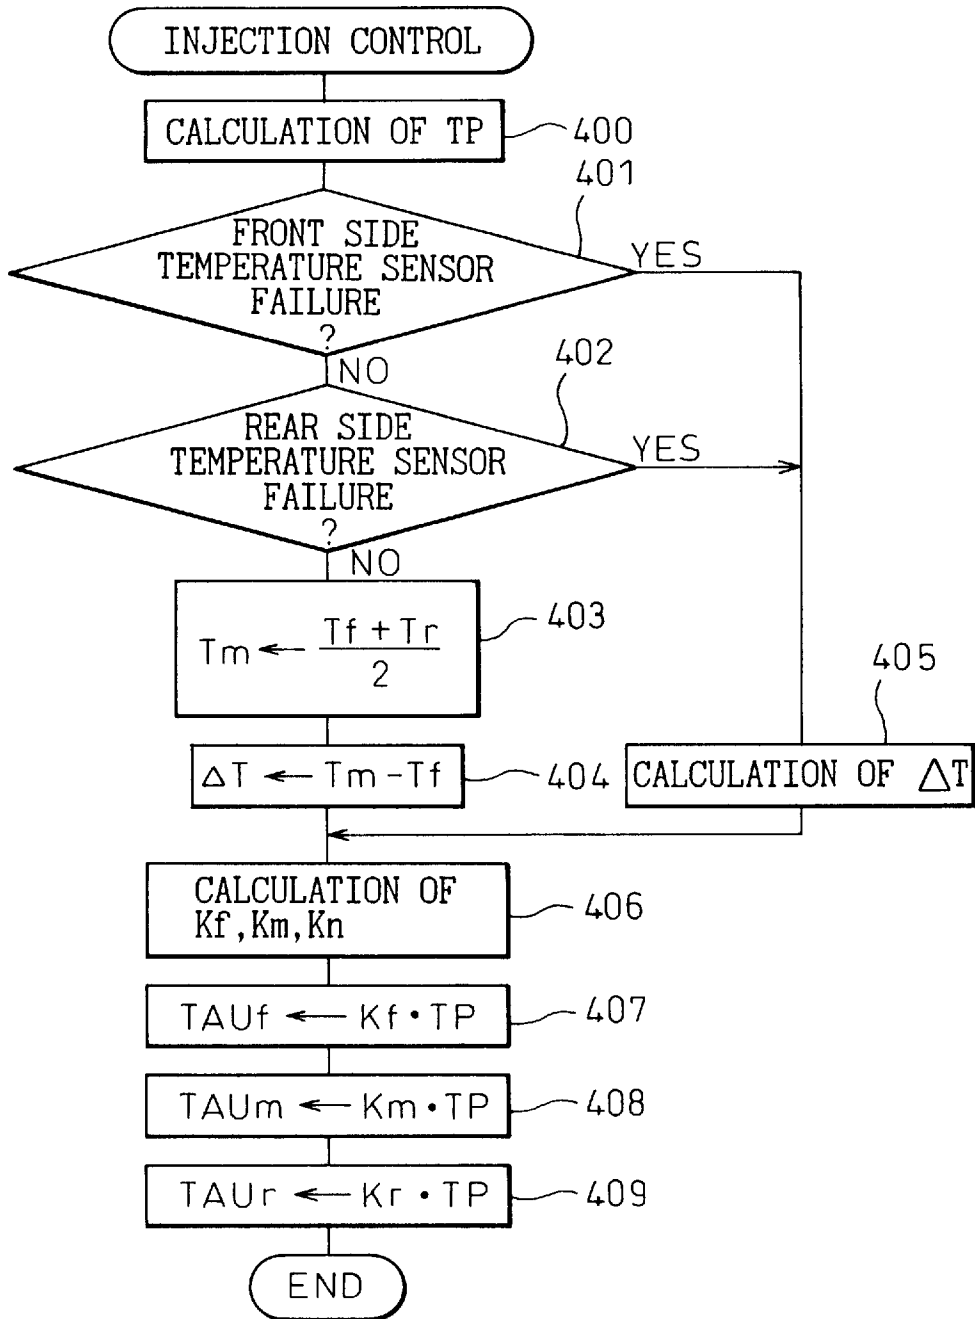 INJECTION CONTROL
CALCULATION OF TP
400
401
FRONT SIDE
TEMPERATURE SENSOR
FAILURE
?
YES
NO
402
REAR SIDE
TEMPERATURE SENSOR
FAILURE
?
YES
NO
403
Tm ← (Tf + Tr) / 2
405
ΔT ← Tm - Tf
404
CALCULATION OF ΔT
CALCULATION OF
Kf, Km, Kn
406
TAUf ← Kf · TP
407
TAUm ← Km · TP
408
TAUr ← Kr · TP
409
END